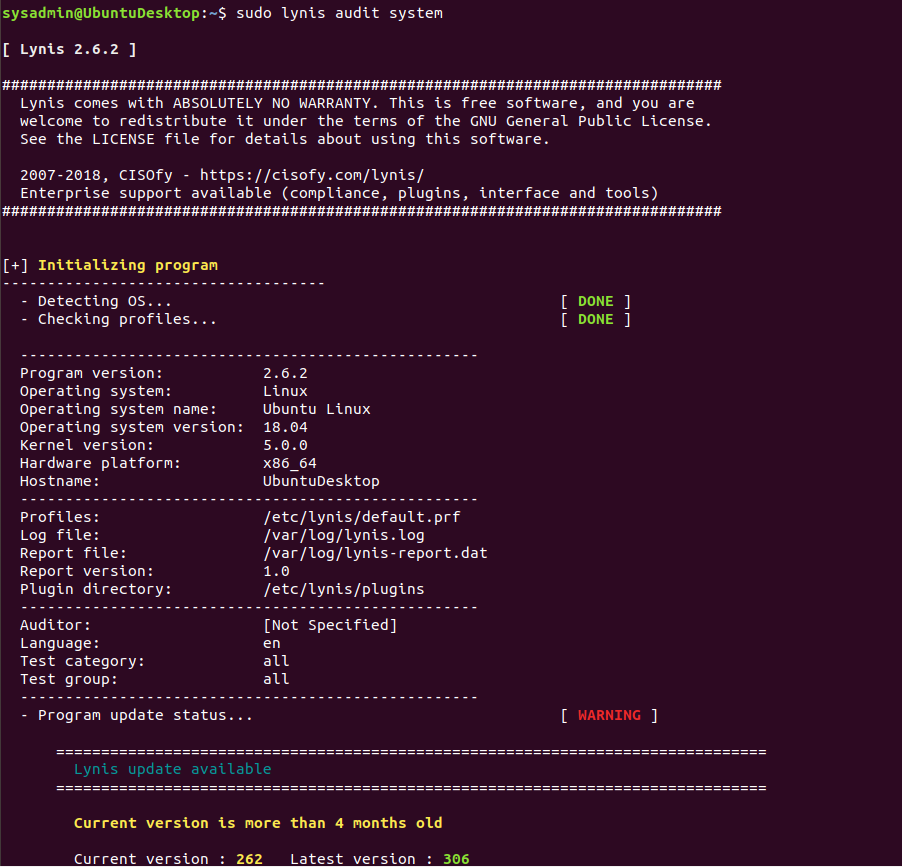 sysadmin@UbuntuDesktop:~$ sudo lynis audit system
[ Lynis 2.6.2 ]
################################################################################
Lynis comes with ABSOLUTELY NO WARRANTY. This is free software, and you are
welcome to redistribute it under the terms of the GNU General Public License.
See the LICENSE file for details about using this software.
2007-2018, CISOfy - https://cisofy.com/lynis/
Enterprise support available (compliance, plugins, interface and tools)
################################################################################
[+] Initializing program
------------------------------------
- Detecting OS... [ DONE ]
- Checking profiles... [ DONE ]
---------------------------------------------------
Program version: 2.6.2
Operating system: Linux
Operating system name: Ubuntu Linux
Operating system version: 18.04
Kernel version: 5.0.0
Hardware platform: x86_64
Hostname: UbuntuDesktop
---------------------------------------------------
Profiles: /etc/lynis/default.prf
Log file: /var/log/lynis.log
Report file: /var/log/lynis-report.dat
Report version: 1.0
Plugin directory: /etc/lynis/plugins
---------------------------------------------------
Auditor: [Not Specified]
Language: en
Test category: all
Test group: all
---------------------------------------------------
- Program update status... [ WARNING ]
===============================================================================
Lynis update available
===============================================================================
Current version is more than 4 months old
Current version : 262 Latest version : 306